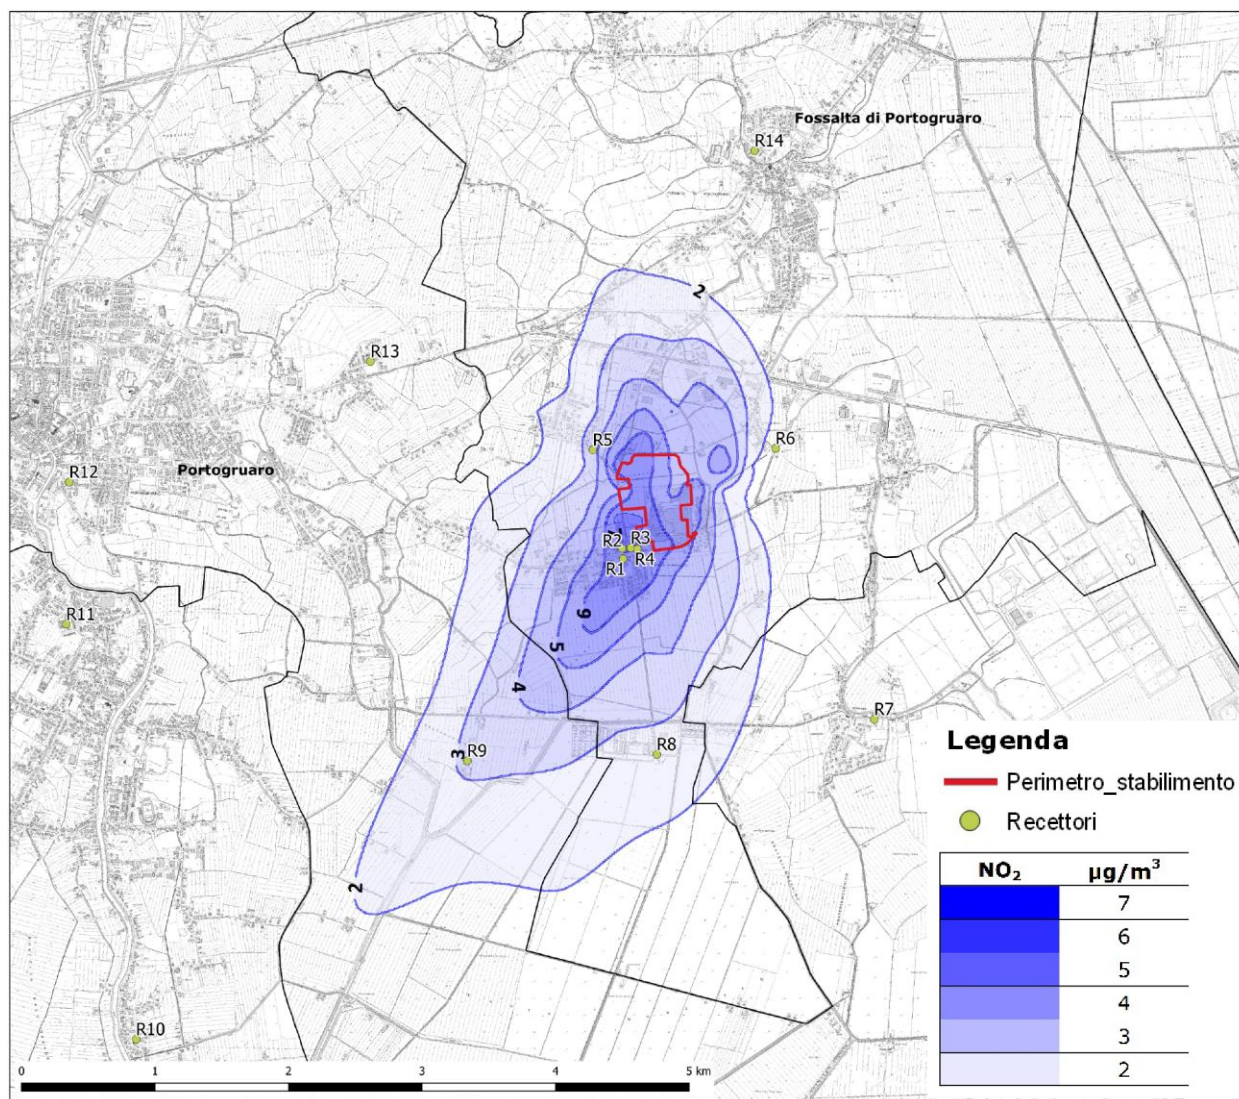 Fossalta di Portogruaro
R14
2
R13
R5
R6
Portogruaro
R12
R2
R3
R1
R4
R11
6
5
4
R7
3
R9
R8
2
R10
Legenda
Perimetro_stabilimento
Recettori
NO₂ µg/m³
7
6
5
4
3
2
0 1 2 3 4 5 km